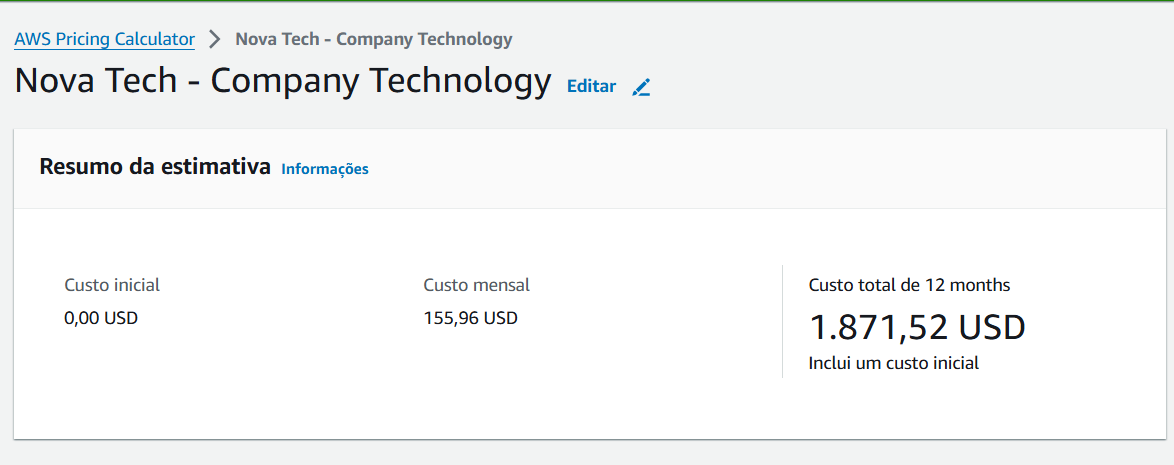 AWS Pricing Calculator > Nova Tech - Company Technology
Nova Tech - Company Technology Editar
Resumo da estimativa Informações
Custo inicial
0,00 USD
Custo mensal
155,96 USD
Custo total de 12 months
1.871,52 USD
Inclui um custo inicial